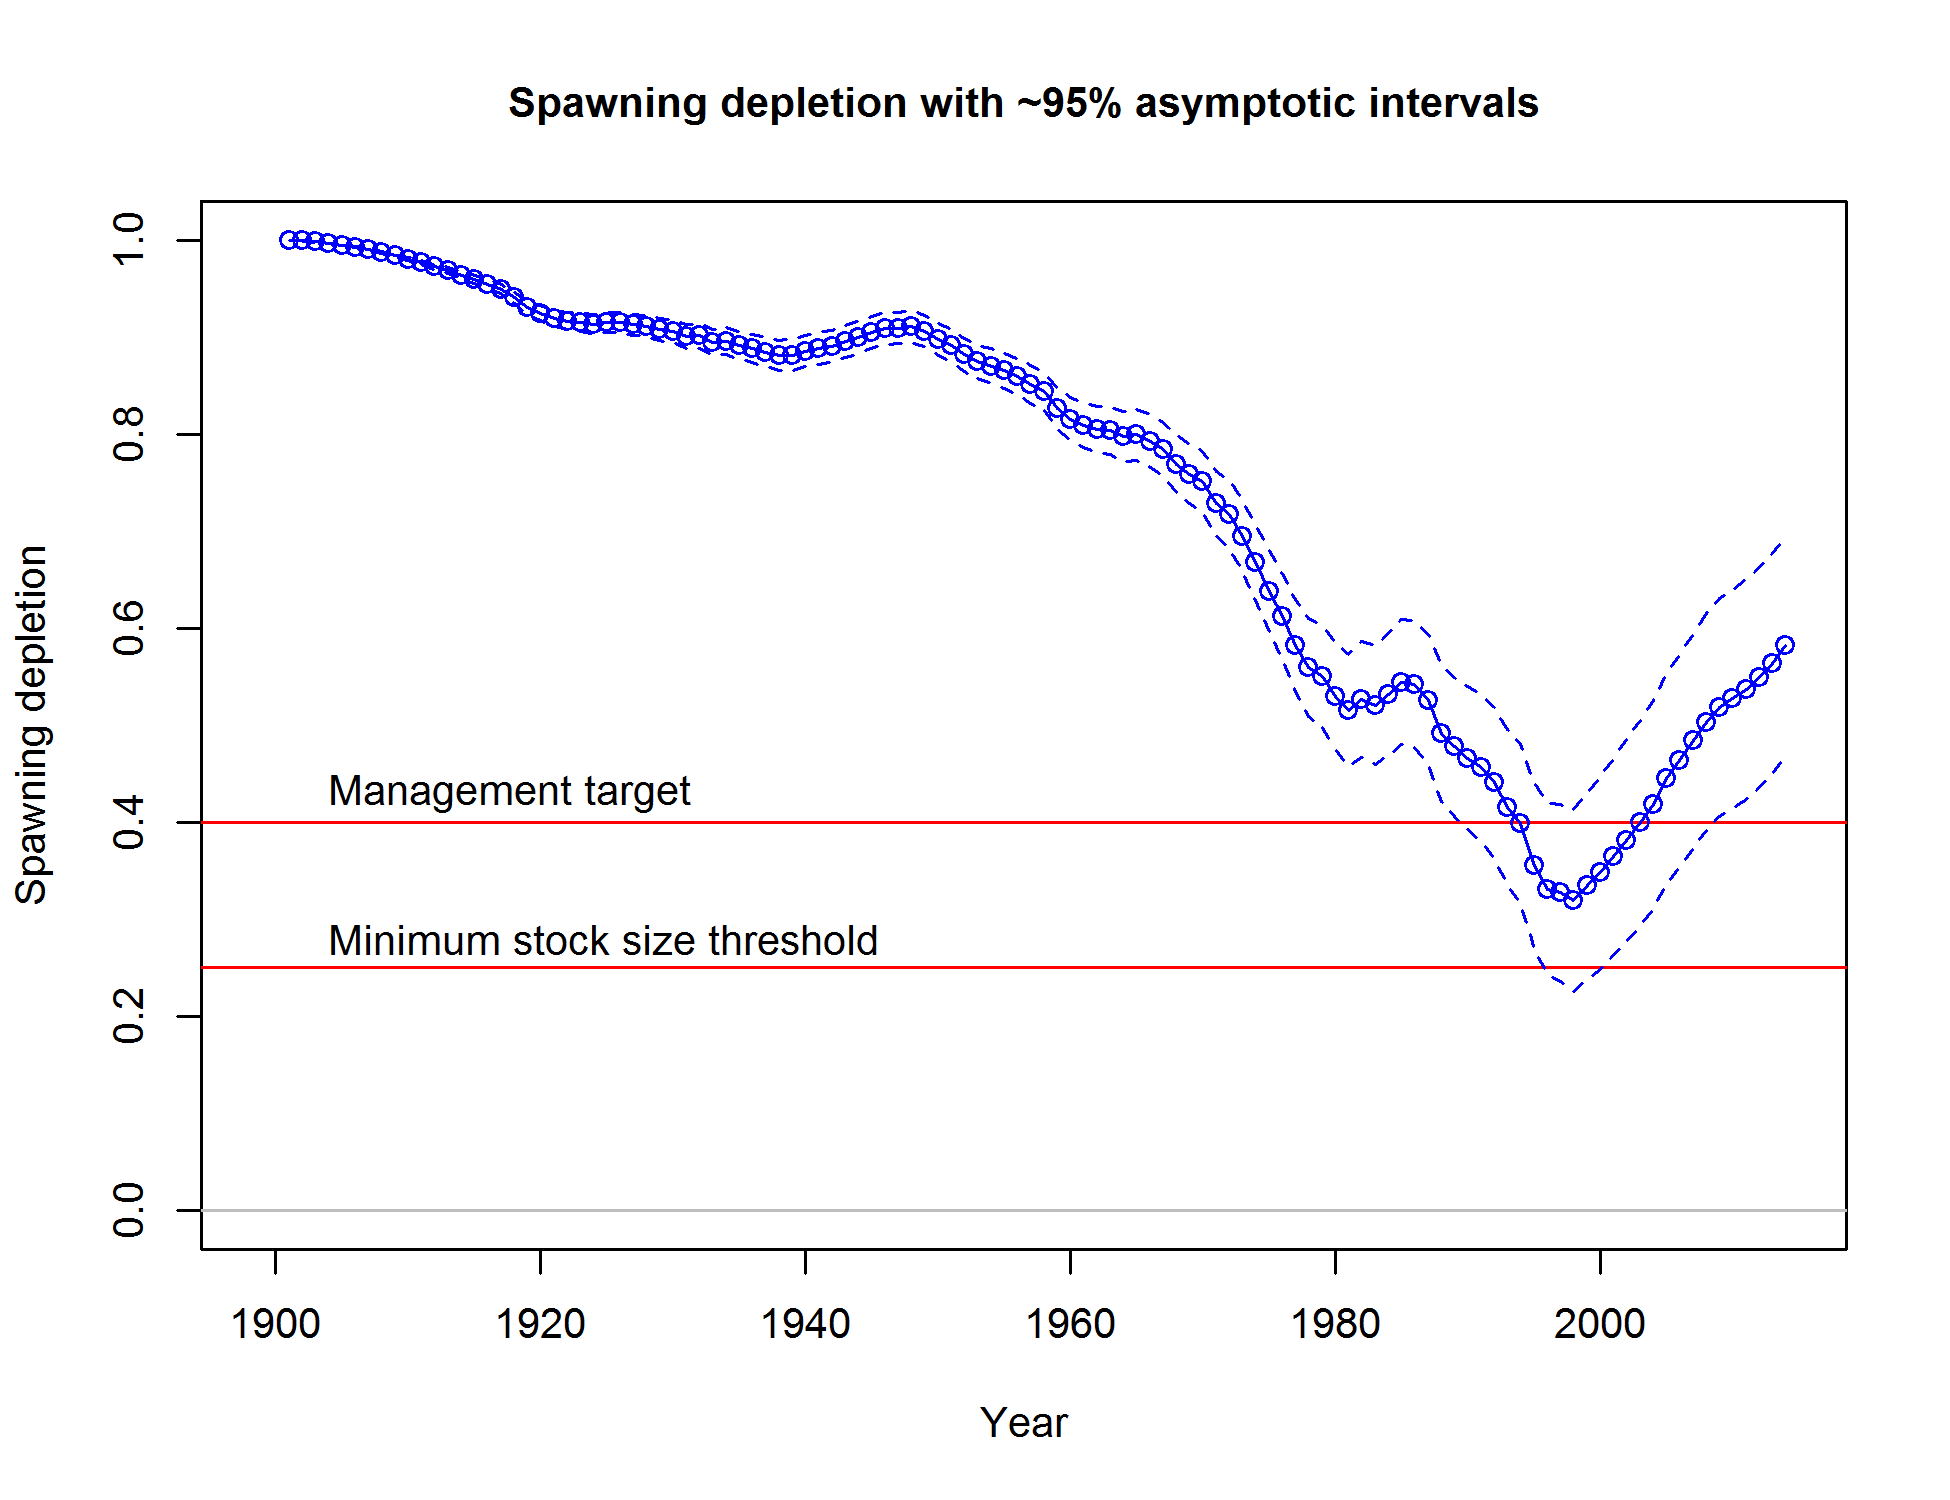 Spawning depletion with ~95% asymptotic intervals
Spawning depletion
1.0
0.8
0.6
0.4
0.2
0.0
Management target
Minimum stock size threshold
1900
1920
1940
1960
1980
2000
Year